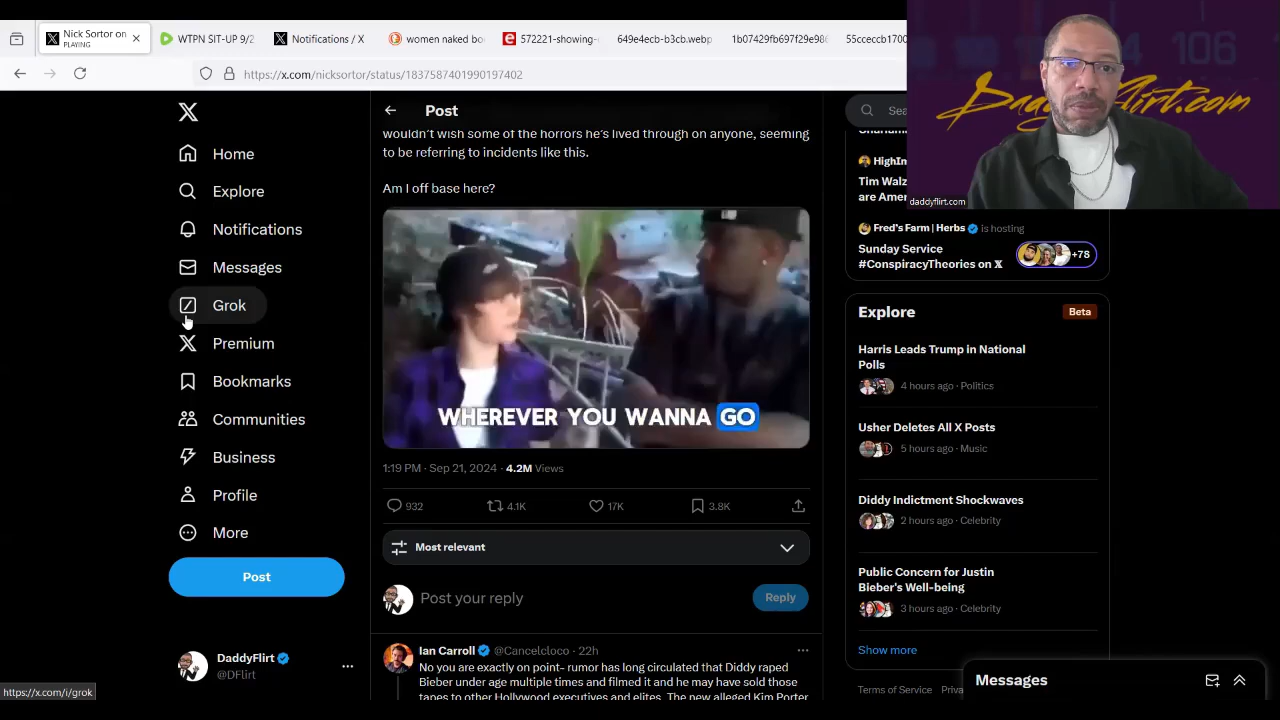 Nick Sortor on
PLAYING
WTPN SIT-UP 9/2
Notifications / X
women naked bo
572221-showing-
649e4ecb-b3cb.webp
1b07429fb697f29e98
55cceccb1700
https://x.com/nicksortor/status/1837587401990197402
106
DaddyFlirt.com
daddyflirt.com
Home
Explore
Notifications
Messages
Grok
Premium
Bookmarks
Communities
Business
Profile
More
Post
DaddyFlirt
@DFlirt
https://x.com/i/grok
Post
wouldn't wish some of the horrors he's lived through on anyone, seeming
to be referring to incidents like this.
Am I off base here?
WHEREVER YOU WANNA GO
1:19 PM · Sep 21, 2024 · 4.2M Views
932
4.1K
17K
3.8K
Most relevant
Post your reply
Reply
Ian Carroll @Cancelcloco · 22h
No you are exactly on point- rumor has long circulated that Diddy raped
Bieber under age multiple times and filmed it and he may have sold those
tapes to other Hollywood executives and elites. The new alleged Kim Porter
Sea
HighIm
Tim Walz
are Ameri
Fred's Farm | Herbs is hosting
Sunday Service
#ConspiracyTheories on X
+78
Explore
Beta
Harris Leads Trump in National
Polls
4 hours ago · Politics
Usher Deletes All X Posts
5 hours ago · Music
Diddy Indictment Shockwaves
2 hours ago · Celebrity
Public Concern for Justin
Bieber's Well-being
3 hours ago · Celebrity
Show more
Terms of Service
Priva
Messages